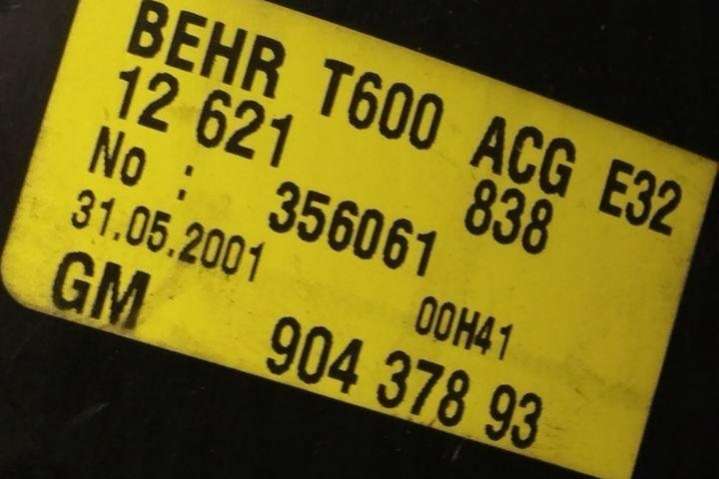 BEHR T600 ACG E32
12 621 838
No : 356061
31.05.2001 00H41
GM 904 378 93